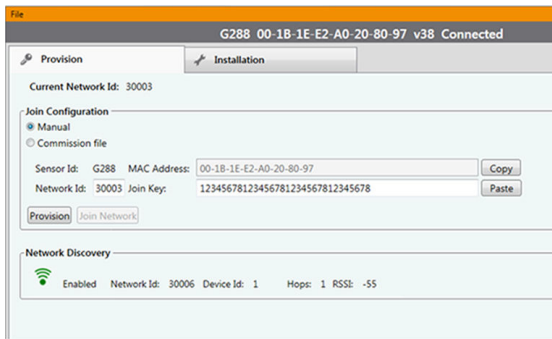 File
G288 00-1B-1E-E2-A0-20-80-97 v38 Connected
Provision Installation
Current Network Id: 30003
Join Configuration
Manual
Commission file
Sensor Id: G288 MAC Address: 00-1B-1E-E2-A0-20-80-97 Copy
Network Id: 30003 Join Key: 12345678123456781234567812345678 Paste
Provision Join Network
Network Discovery
Enabled Network Id: 30006 Device Id: 1 Hops: 1 RSSI: -55